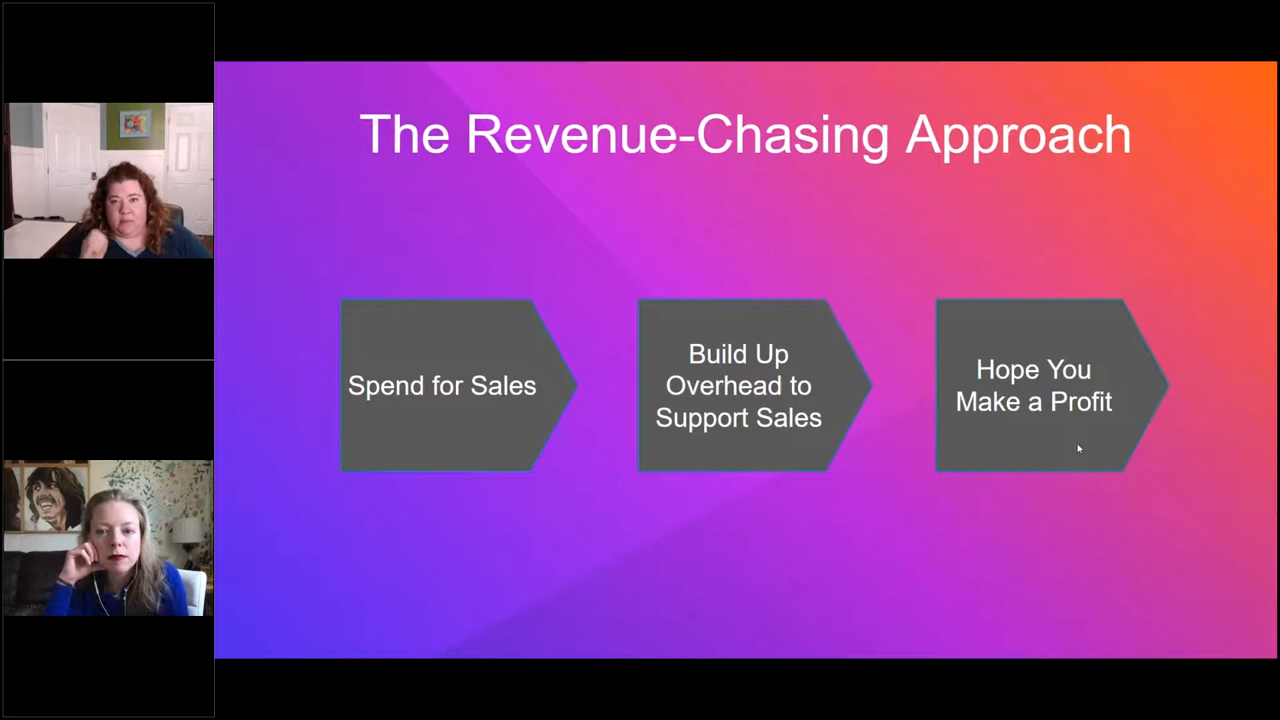 The Revenue-Chasing Approach
Spend for Sales
Build Up
Overhead to
Support Sales
Hope You
Make a Profit